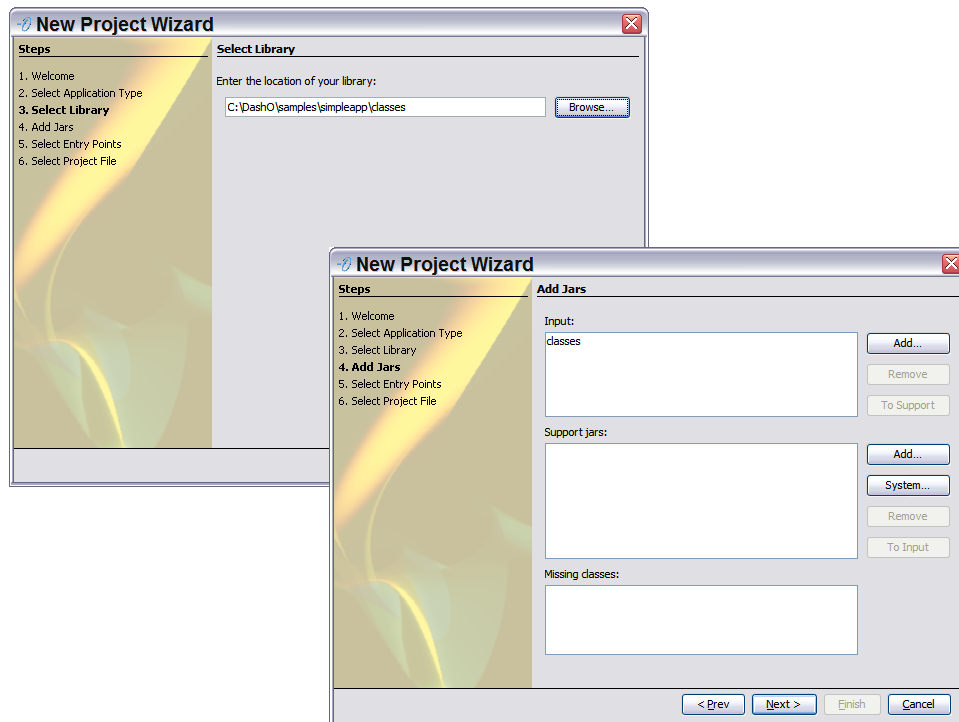 New Project Wizard
Steps
1. Welcome
2. Select Application Type
3. Select Library
4. Add Jars
5. Select Entry Points
6. Select Project File
Select Library
Enter the location of your library:
C:\DashO\samples\simpleapp\classes
Browse...
New Project Wizard
Steps
1. Welcome
2. Select Application Type
3. Select Library
4. Add Jars
5. Select Entry Points
6. Select Project File
Add Jars
Input:
classes
Add...
Remove
To Support
Support jars:
Add...
System...
Remove
To Input
Missing classes:
< Prev
Next >
Finish
Cancel